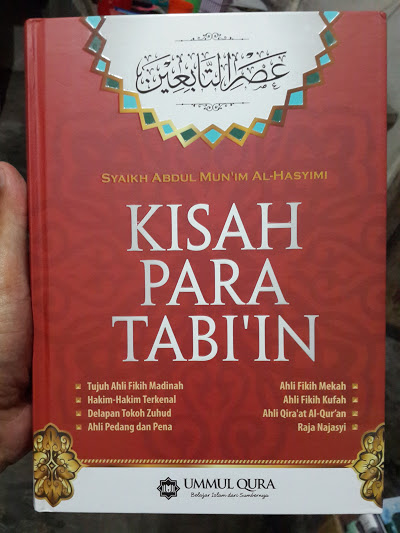 عَصْرُ التَّابِعِيْن
SYAIKH ABDUL MUN'IM AL-HASYIMI
KISAH
PARA
TABI'IN
Tujuh Ahli Fikih Madinah
Hakim-Hakim Terkenal
Delapan Tokoh Zuhud
Ahli Pedang dan Pena
Ahli Fikih Mekah
Ahli Fikih Kufah
Ahli Qira'at Al-Qur'an
Raja Najasyi
UMMUL QURA
Belajar Islam dari Sumbernya